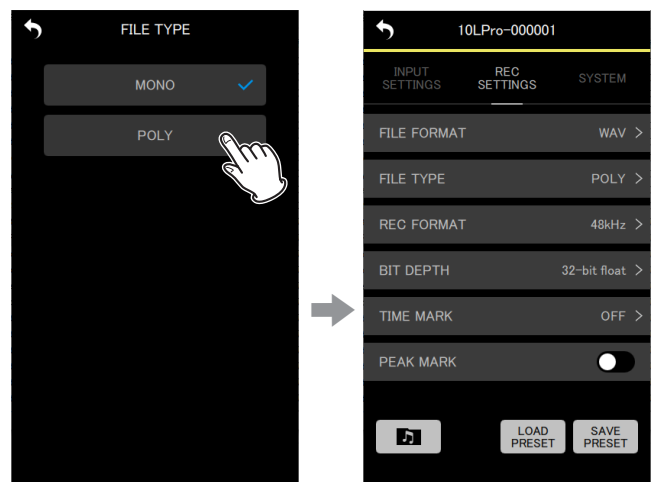 FILE TYPE
MONO
POLY
10LPro-000001
INPUT
SETTINGS
REC
SETTINGS
SYSTEM
FILE FORMAT WAV >
FILE TYPE POLY >
REC FORMAT 48kHz >
BIT DEPTH 32-bit float >
TIME MARK OFF >
PEAK MARK
LOAD
PRESET
SAVE
PRESET